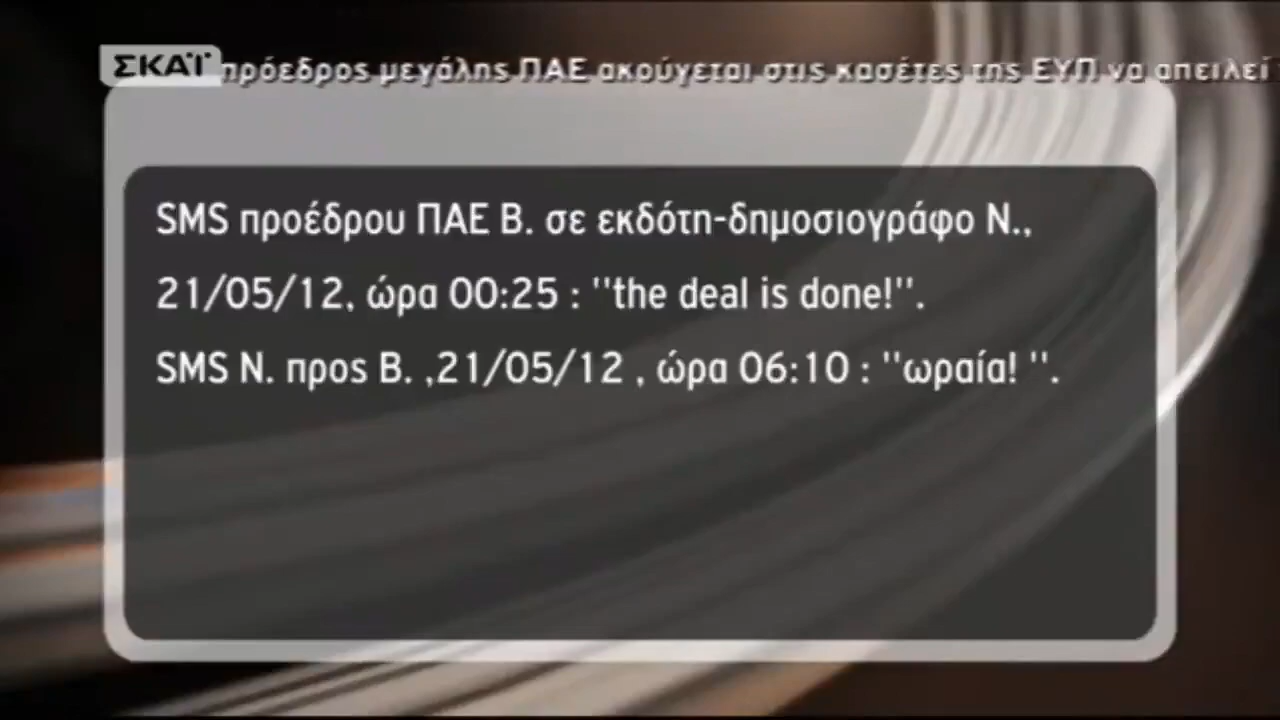 ΣΚΑΪ πρόεδρος μεγάλης ΠΑΕ ακούγεται στις κασέτες της ΕΥΠ να απειλεί
SMS προέδρου ΠΑΕ Β. σε εκδότη-δημοσιογράφο Ν.,
21/05/12, ώρα 00:25 : ''the deal is done!''.
SMS Ν. προς Β. ,21/05/12 , ώρα 06:10 : ''ωραία! ''.